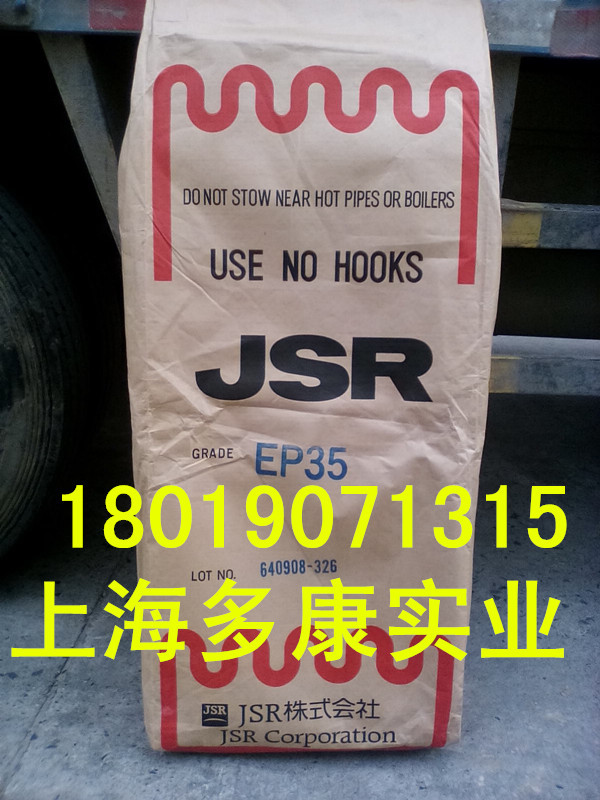 DO NOT STOW NEAR HOT PIPES OR BOILERS
USE NO HOOKS
JSR
GRADE EP35
18019071315
LOT NO. 640908-326
上海多康实业
JSR JSR株式会社
JSR Corporation